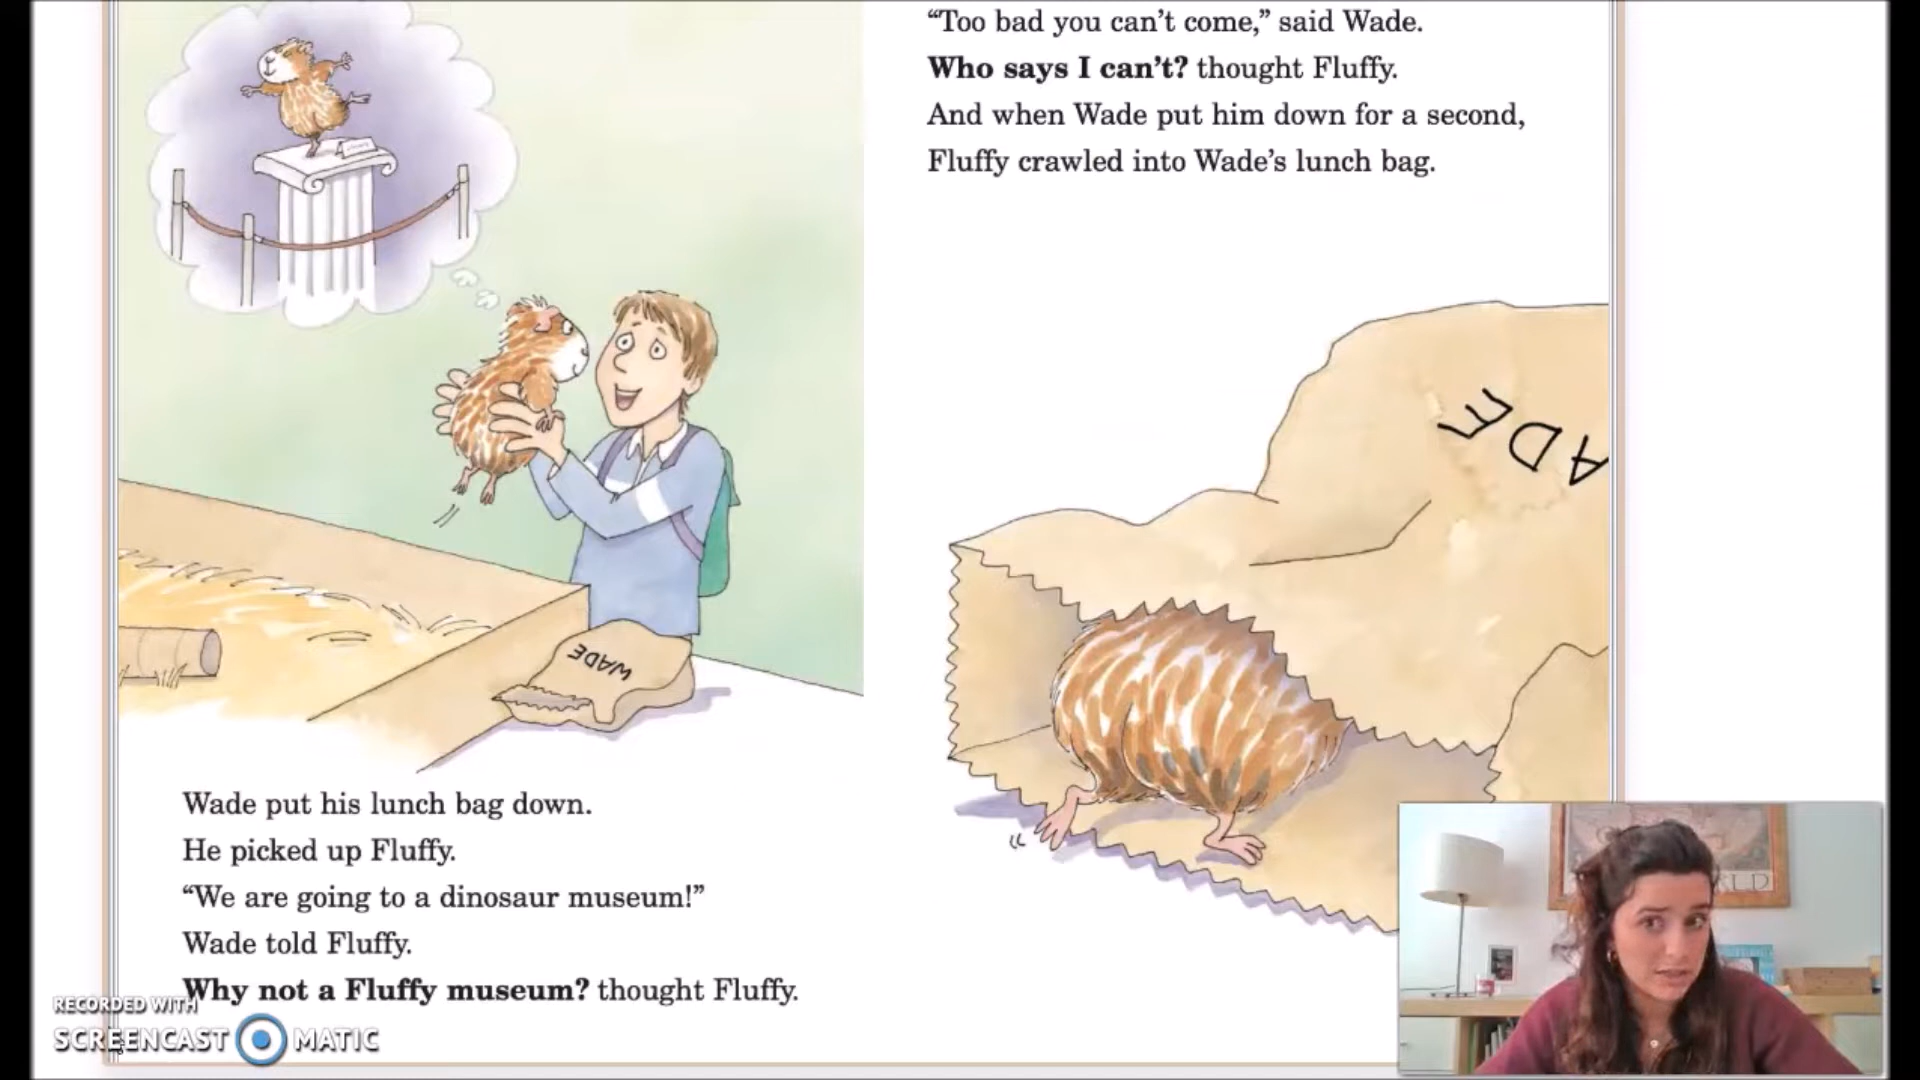 Wade put his lunch bag down.
He picked up Fluffy.
“We are going to a dinosaur museum!”
Wade told Fluffy.
Why not a Fluffy museum? thought Fluffy.
“Too bad you can’t come,” said Wade.
Who says I can’t? thought Fluffy.
And when Wade put him down for a second,
Fluffy crawled into Wade’s lunch bag.
WADE
ADE
RECORDED WITH
SCREENCAST MATIC